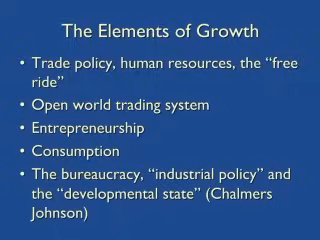 The Elements of Growth
• Trade policy, human resources, the “free
ride”
• Open world trading system
• Entrepreneurship
• Consumption
• The bureaucracy, “industrial policy” and
the “developmental state” (Chalmers
Johnson)